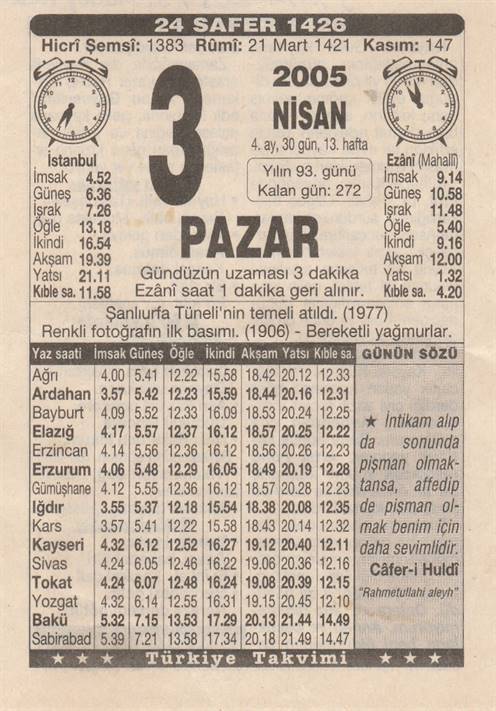 24 SAFER 1426
Hicrî Şemsî: 1383 Rûmî: 21 Mart 1421 Kasım: 147
3
2005
NİSAN
4. ay, 30 gün, 13. hafta
Yılın 93. günü
Kalan gün: 272
PAZAR
Gündüzün uzaması 3 dakika
Ezânî saat 1 dakika geri alınır.
İstanbul
İmsak 4.52
Güneş 6.36
İşrak 7.26
Öğle 13.18
İkindi 16.54
Akşam 19.39
Yatsı 21.11
Kıble sa. 11.58
Ezânî (Mahallî)
İmsak 9.14
Güneş 10.58
İşrak 11.48
Öğle 5.40
İkindi 9.16
Akşam 12.00
Yatsı 1.32
Kıble sa. 4.20
Şanlıurfa Tüneli'nin temeli atıldı. (1977)
Renkli fotoğrafın ilk basımı. (1906) - Bereketli yağmurlar.
Yaz saati İmsak Güneş Öğle İkindi Akşam Yatsı Kıble sa.
Ağrı 4.00 5.41 12.22 15.58 18.42 20.12 12.33
Ardahan 3.57 5.42 12.23 15.59 18.44 20.16 12.31
Bayburt 4.09 5.52 12.33 16.09 18.53 20.24 12.25
Elazığ 4.17 5.57 12.37 16.12 18.57 20.25 12.22
Erzincan 4.14 5.56 12.36 16.12 18.56 20.26 12.23
Erzurum 4.06 5.48 12.29 16.05 18.49 20.19 12.28
Gümüşhane 4.12 5.55 12.36 16.12 18.57 20.28 12.23
Iğdır 3.55 5.37 12.18 15.54 18.38 20.08 12.35
Kars 3.57 5.41 12.22 15.58 18.43 20.14 12.32
Kayseri 4.32 6.12 12.52 16.27 19.12 20.40 12.11
Sivas 4.24 6.05 12.46 16.22 19.06 20.36 12.16
Tokat 4.24 6.07 12.48 16.24 19.08 20.39 12.15
Yozgat 4.32 6.14 12.55 16.31 19.15 20.45 12.10
Bakü 5.32 7.15 13.53 17.29 20.13 21.44 14.49
Sabirabad 5.39 7.21 13.58 17.34 20.18 21.49 14.47
GÜNÜN SÖZÜ
★ İntikam alıp
da sonunda
pişman olmak-
tansa, affedip
de pişman ol-
mak benim için
daha sevimlidir.
Câfer-i Huldî
"Rahmetullahi aleyh"
★ ★ ★ Türkiye Takvimi ★ ★ ★